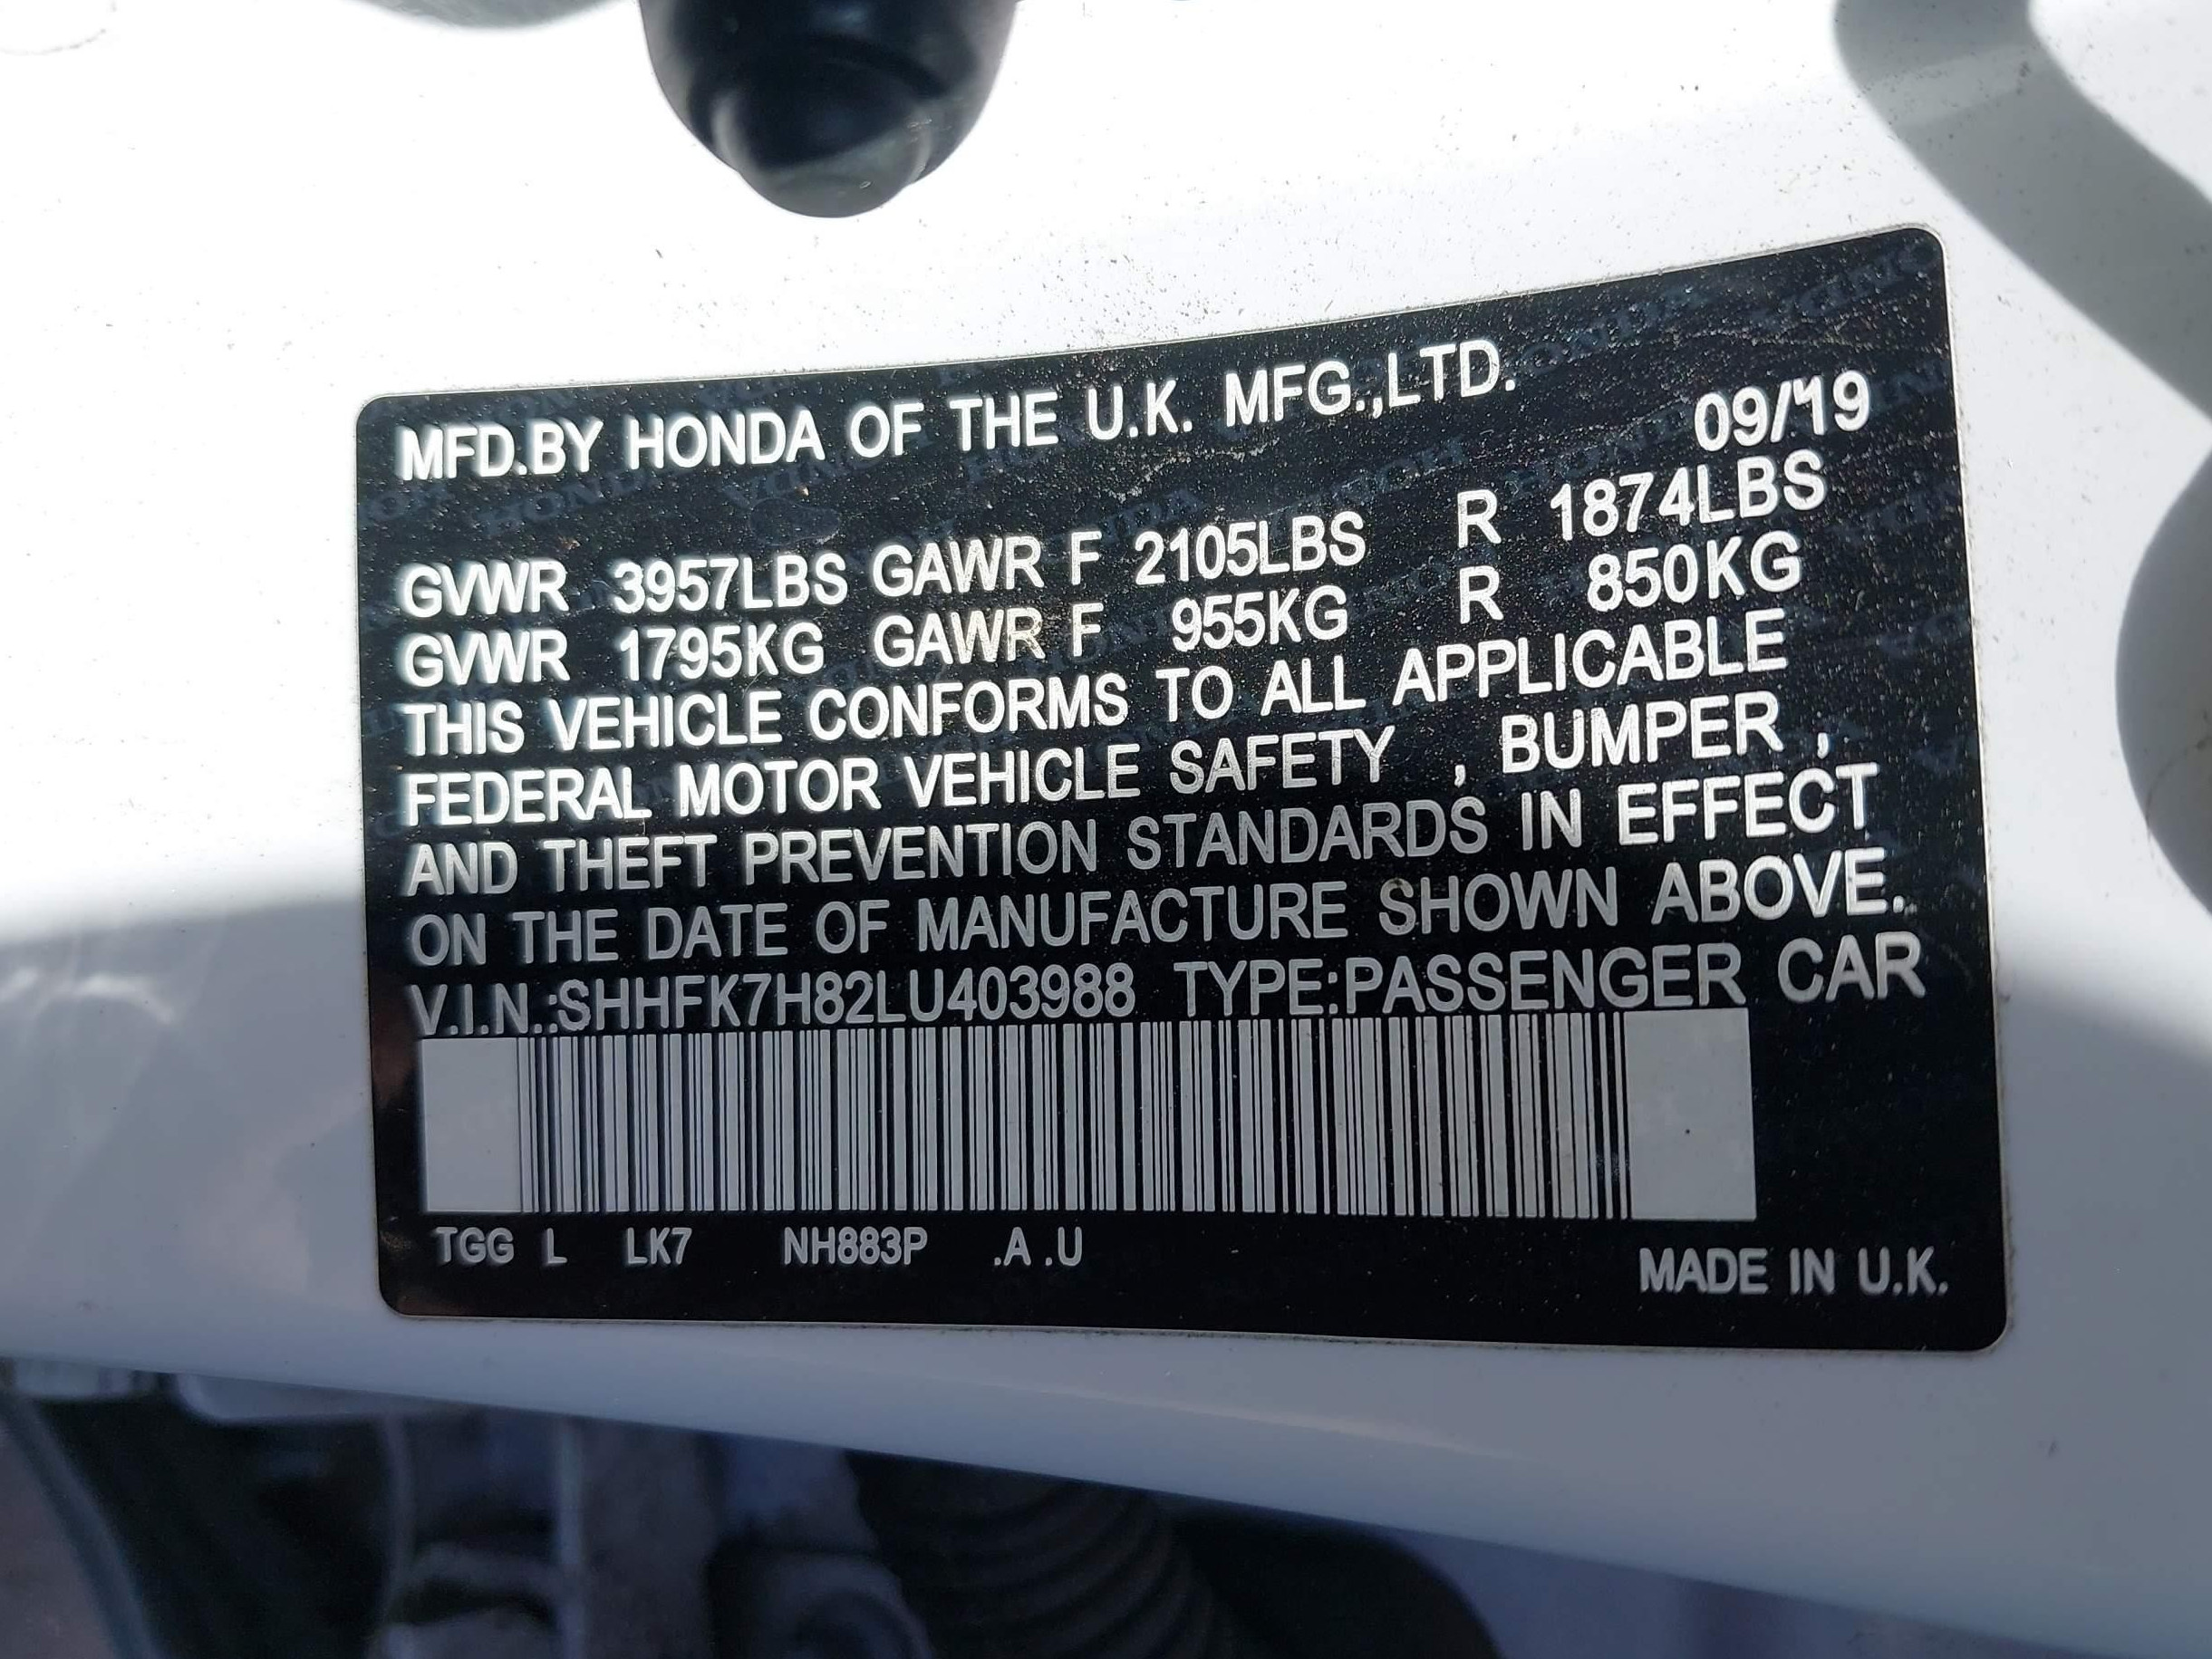 MFD.BY HONDA OF THE U.K. MFG.,LTD.
09/'19
GVWR 3957LBS GAWR F 2105LBS R 1874LBS
GVWR 1795KG GAWR F 955KG R 850KG
THIS VEHICLE CONFORMS TO ALL APPLICABLE
FEDERAL MOTOR VEHICLE SAFETY , BUMPER ,
AND THEFT PREVENTION STANDARDS IN EFFECT
ON THE DATE OF MANUFACTURE SHOWN ABOVE.
V.I.N.:SHHFK7H82LU403988 TYPE:PASSENGER CAR
TGG L LK7 NH883P .A .U
MADE IN U.K.